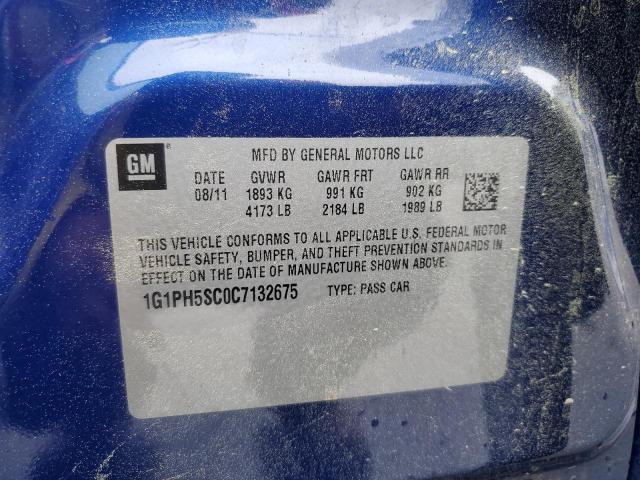 GM ®
MFD BY GENERAL MOTORS LLC
DATE GVWR GAWR FRT GAWR RR
08/11 1893 KG 991 KG 902 KG
4173 LB 2184 LB 1989 LB
THIS VEHICLE CONFORMS TO ALL APPLICABLE U.S. FEDERAL MOTOR
VEHICLE SAFETY, BUMPER, AND THEFT PREVENTION STANDARDS IN
EFFECT ON THE DATE OF MANUFACTURE SHOWN ABOVE.
1G1PH5SC0C7132675 TYPE: PASS CAR